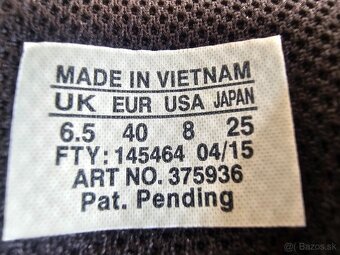 MADE IN VIETNAM
UK EUR USA JAPAN
6.5 40 8 25
FTY: 145464 04/15
ART NO. 375936
Pat. Pending
Bazos.sk